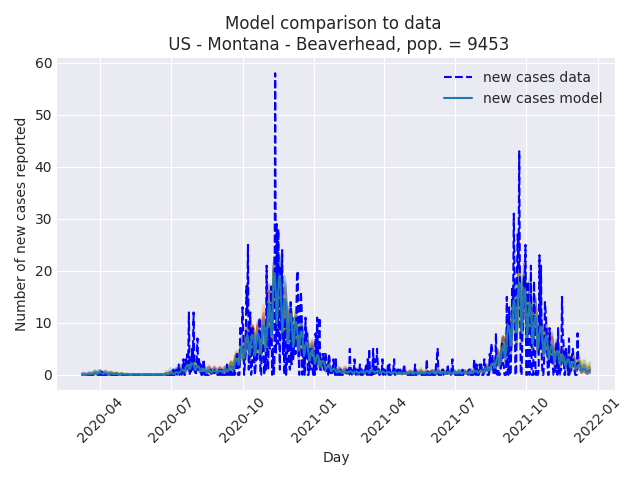 Model comparison to data
US - Montana - Beaverhead, pop. = 9453
new cases data
new cases model
Number of new cases reported
60
50
40
30
20
10
0
2020-04
2020-07
2020-10
2021-01
2021-04
2021-07
2021-10
2022-01
Day